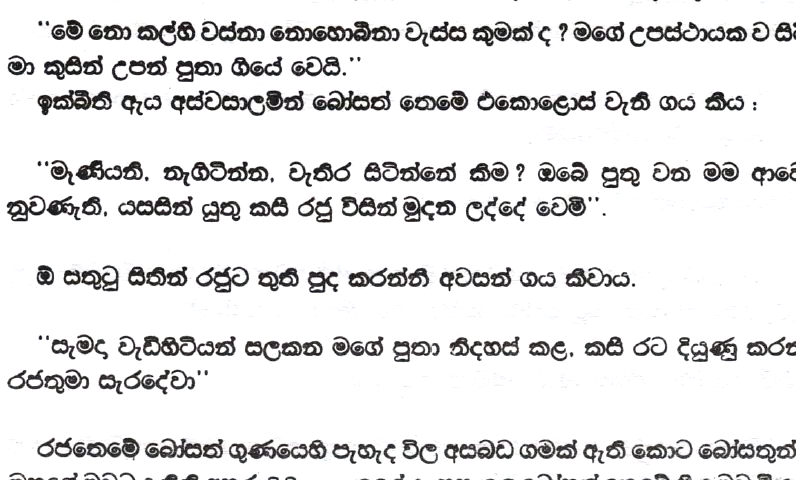 "මේ නො කල්හි වස්නා නොහොබිනා වැස්ස කුමක් ද ? මගේ උපස්ථායක ව සිටි
මා කුසින් උපන් පුතා ගියේ වෙයි."
ඉක්බිති ඇය අස්වසාලමින් බෝසත් තෙමේ එකොළොස් වැනි ගය කීය :
"මෑණියනි, නැගිටින්න, වැතිර සිටින්නේ කිම ? ඔබේ පුතු වන මම ආවෙ
නුවණැති, යසසින් යුතු කසී රජු විසින් මුදන ලද්දේ වෙමි".
ඕ සතුටු සිතින් රජුට තුති පුද කරන්නී අවසන් ගය කීවාය.
"සැමදා වැඩිහිටියන් සලකන මගේ පුතා නිදහස් කළ, කසී රට දියුණු කරන
රජතුමා සැරදේවා"
රජතෙමේ බෝසත් ගුණයෙහි පැහැද විල අසබඩ ගමක් ඇති කොට බෝසතුන්